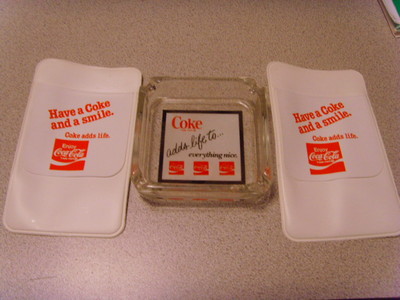 Have a Coke
and a smile.
Coke adds life.
Enjoy
Coca-Cola
Coke
adds life to...
everything nice.
Have a Coke
and a smile.
Coke adds life.
Enjoy
Coca-Cola